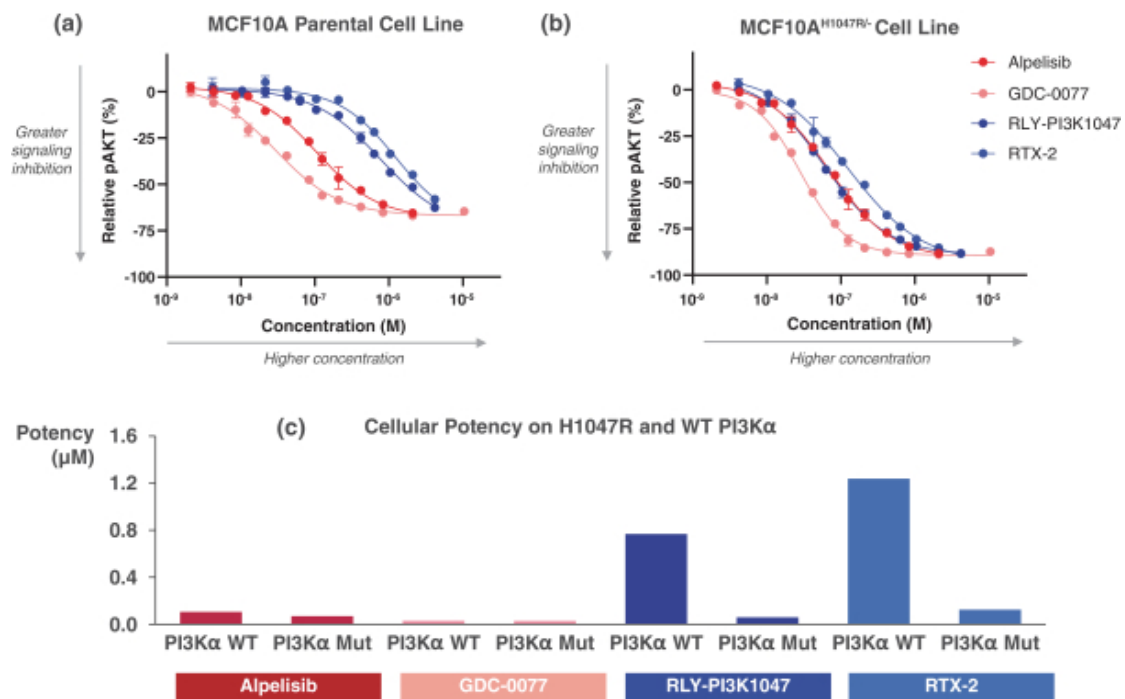 (a)
MCF10A Parental Cell Line
Greater
signaling
inhibition
Relative pAKT (%)
0
-25
-50
-75
-100
10-9
10-8
10-7
10-6
10-5
Concentration (M)
Higher concentration
(b)
MCF10AH1047R/- Cell Line
Greater
signaling
inhibition
Relative pAKT (%)
0
-25
-50
-75
-100
10-9
10-8
10-7
10-6
10-5
Concentration (M)
Higher concentration
Alpelisib
GDC-0077
RLY-PI3K1047
RTX-2
(c) Cellular Potency on H1047R and WT PI3Kα
Potency
(µM)
1.6
1.2
0.8
0.4
0.0
PI3Kα WT PI3Kα Mut PI3Kα WT PI3Kα Mut PI3Kα WT PI3Kα Mut PI3Kα WT PI3Kα Mut
Alpelisib GDC-0077 RLY-PI3K1047 RTX-2